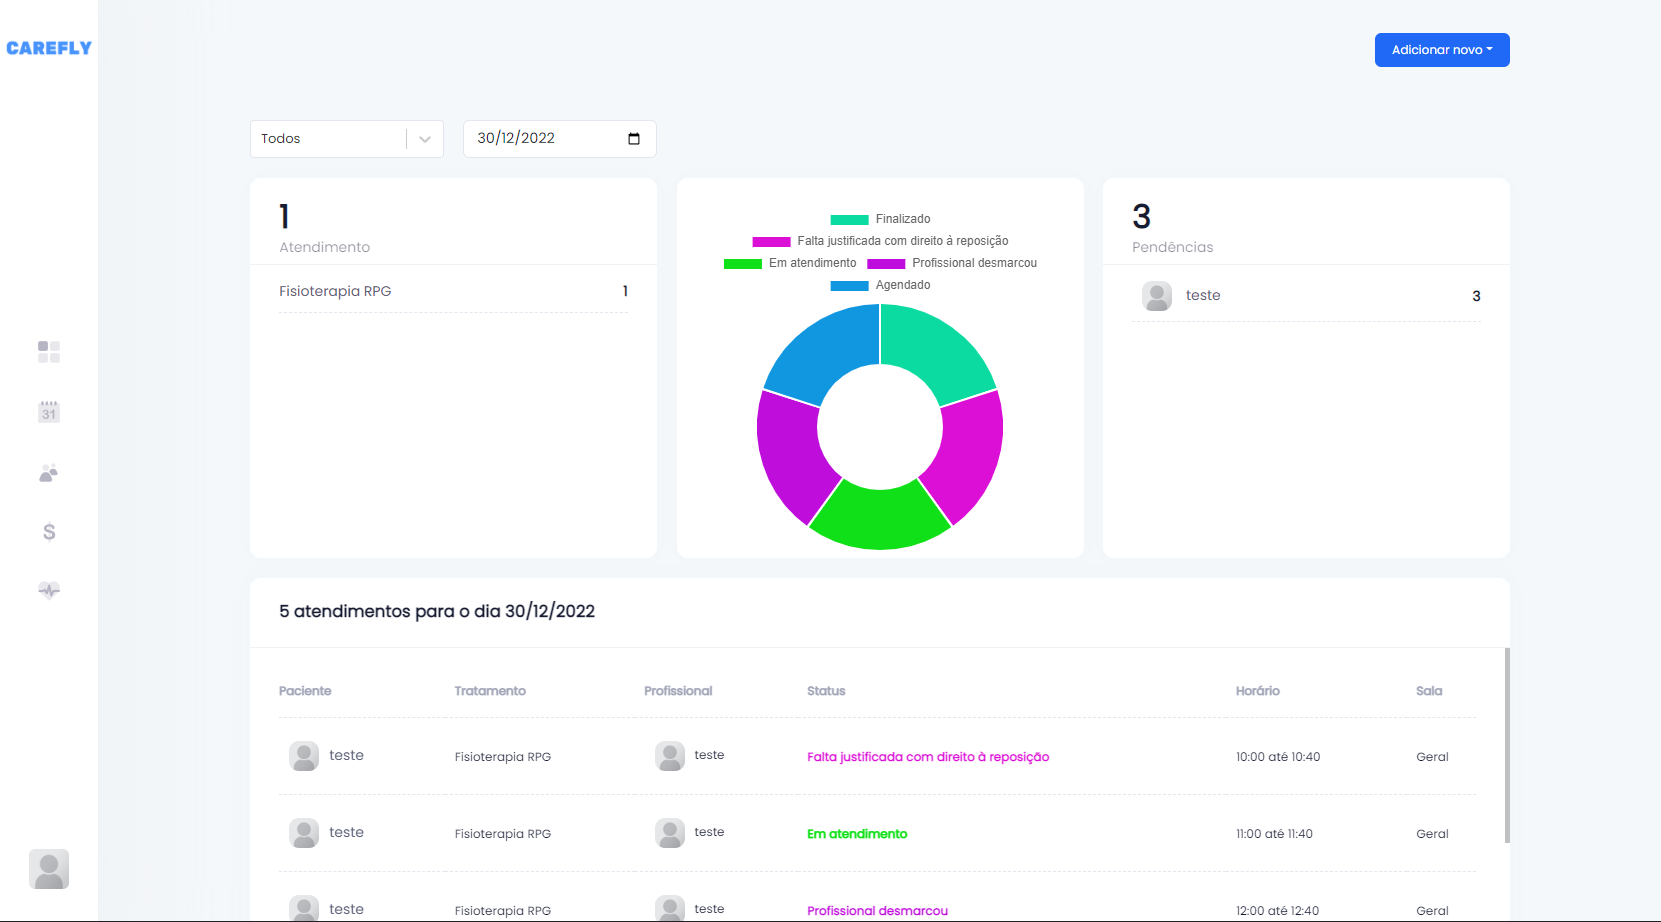 CAREFLY
Adicionar novo
Todos
30/12/2022
1
Atendimento
Fisioterapia RPG 1
Finalizado
Falta justificada com direito à reposição
Em atendimento Profissional desmarcou
Agendado
3
Pendências
teste 3
31
$
5 atendimentos para o dia 30/12/2022
Paciente Tratamento Profissional Status Horário Sala
teste Fisioterapia RPG teste Falta justificada com direito à reposição 10:00 até 10:40 Geral
teste Fisioterapia RPG teste Em atendimento 11:00 até 11:40 Geral
teste Fisioterapia RPG teste Profissional desmarcou 12:00 até 12:40 Geral